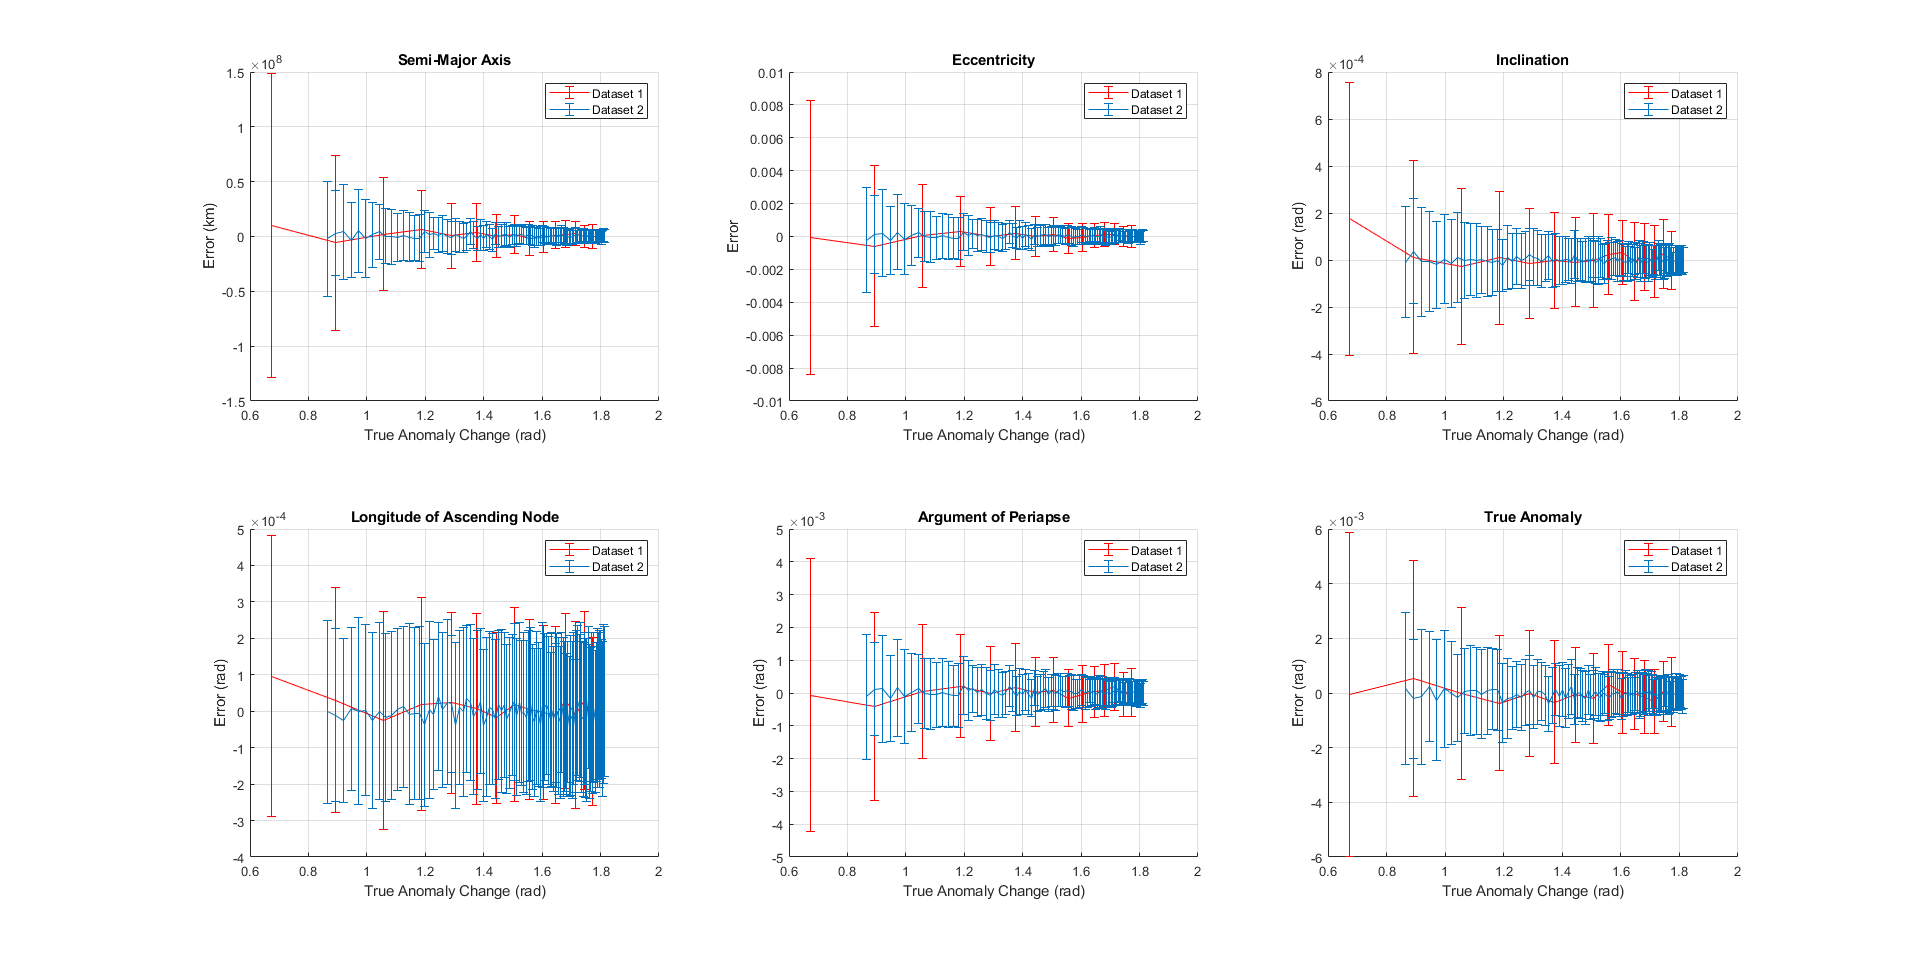 Semi-Major Axis
×10^8
1.5
1
0.5
0
-0.5
-1
-1.5
Error (km)
0.6 0.8 1 1.2 1.4 1.6 1.8 2
True Anomaly Change (rad)
Dataset 1
Dataset 2
Eccentricity
0.01
0.008
0.006
0.004
0.002
0
-0.002
-0.004
-0.006
-0.008
-0.01
Error
0.6 0.8 1 1.2 1.4 1.6 1.8 2
True Anomaly Change (rad)
Dataset 1
Dataset 2
Inclination
×10^-4
8
6
4
2
0
-2
-4
-6
Error (rad)
0.6 0.8 1 1.2 1.4 1.6 1.8 2
True Anomaly Change (rad)
Dataset 1
Dataset 2
Longitude of Ascending Node
×10^-4
5
4
3
2
1
0
-1
-2
-3
-4
Error (rad)
0.6 0.8 1 1.2 1.4 1.6 1.8 2
True Anomaly Change (rad)
Dataset 1
Dataset 2
Argument of Periapse
×10^-3
5
4
3
2
1
0
-1
-2
-3
-4
-5
Error (rad)
0.6 0.8 1 1.2 1.4 1.6 1.8 2
True Anomaly Change (rad)
Dataset 1
Dataset 2
True Anomaly
×10^-3
6
4
2
0
-2
-4
-6
Error (rad)
0.6 0.8 1 1.2 1.4 1.6 1.8 2
True Anomaly Change (rad)
Dataset 1
Dataset 2